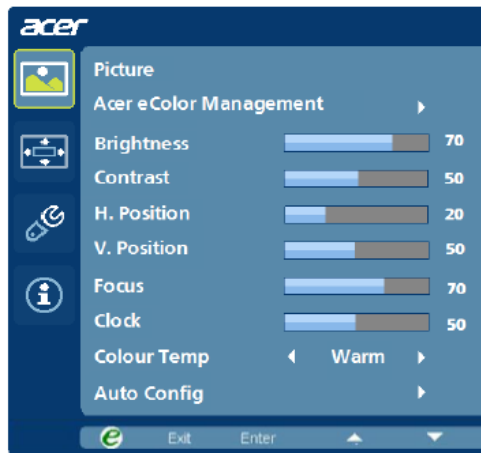 acer
Picture
Acer eColor Management
Brightness 70
Contrast 50
H. Position 20
V. Position 50
Focus 70
Clock 50
Colour Temp Warm
Auto Config
e Exit Enter